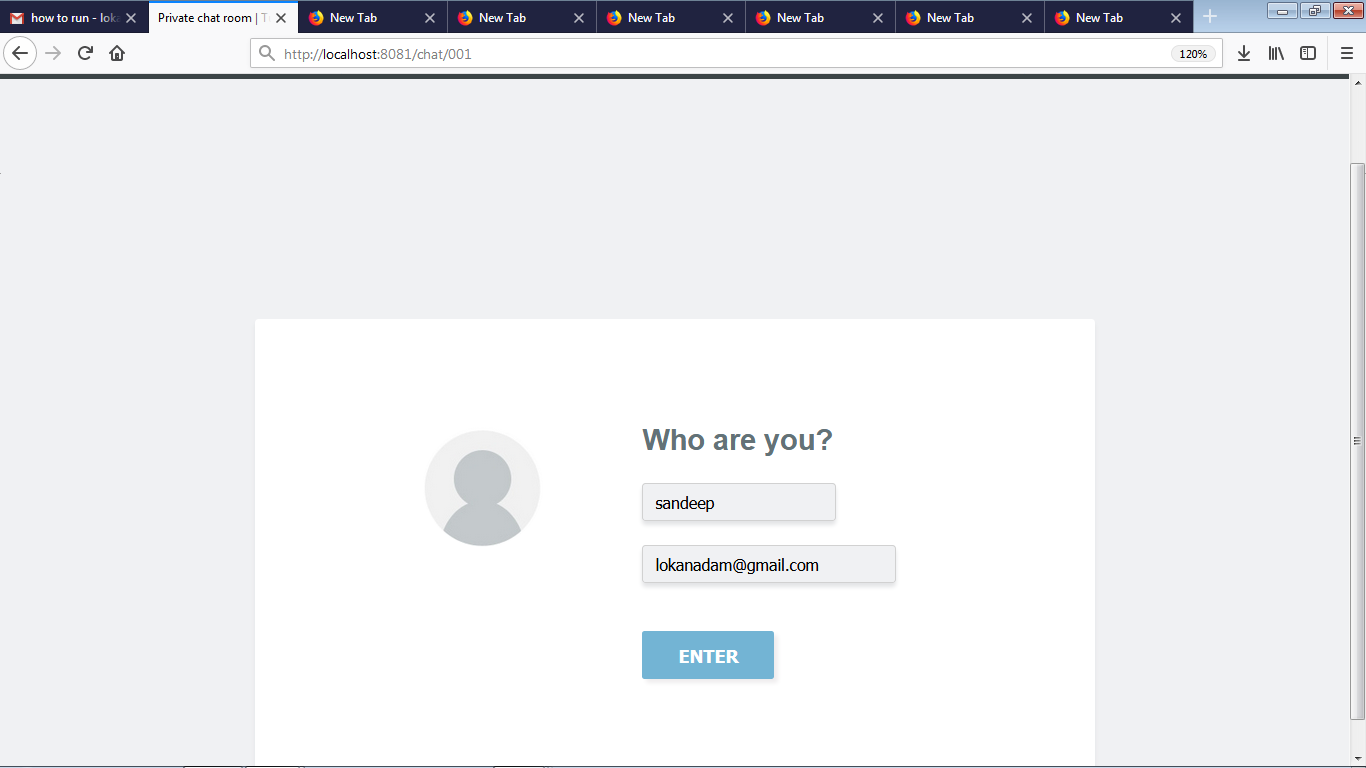 how to run - loka
Private chat room | T
New Tab
New Tab
New Tab
New Tab
New Tab
New Tab
http://localhost:8081/chat/001
120%
Who are you?
sandeep
lokanadam@gmail.com
ENTER